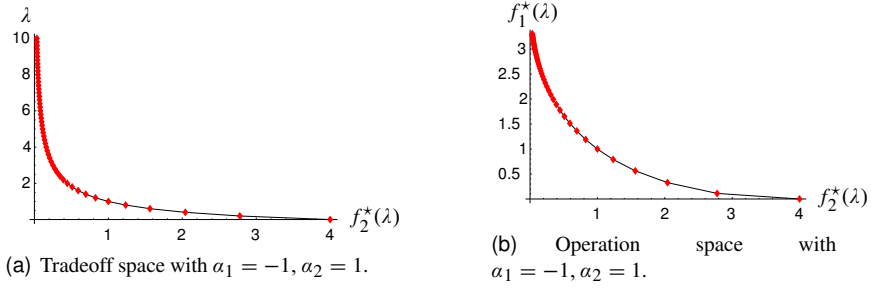 λ
10
8
6
4
2
1 2 3 4
f₂*(λ)
(a) Tradeoff space with α₁ = −1, α₂ = 1.
f₁*(λ)
3
2.5
2
1.5
1
0.5
1 2 3 4
f₂*(λ)
(b) Operation space with
α₁ = −1, α₂ = 1.